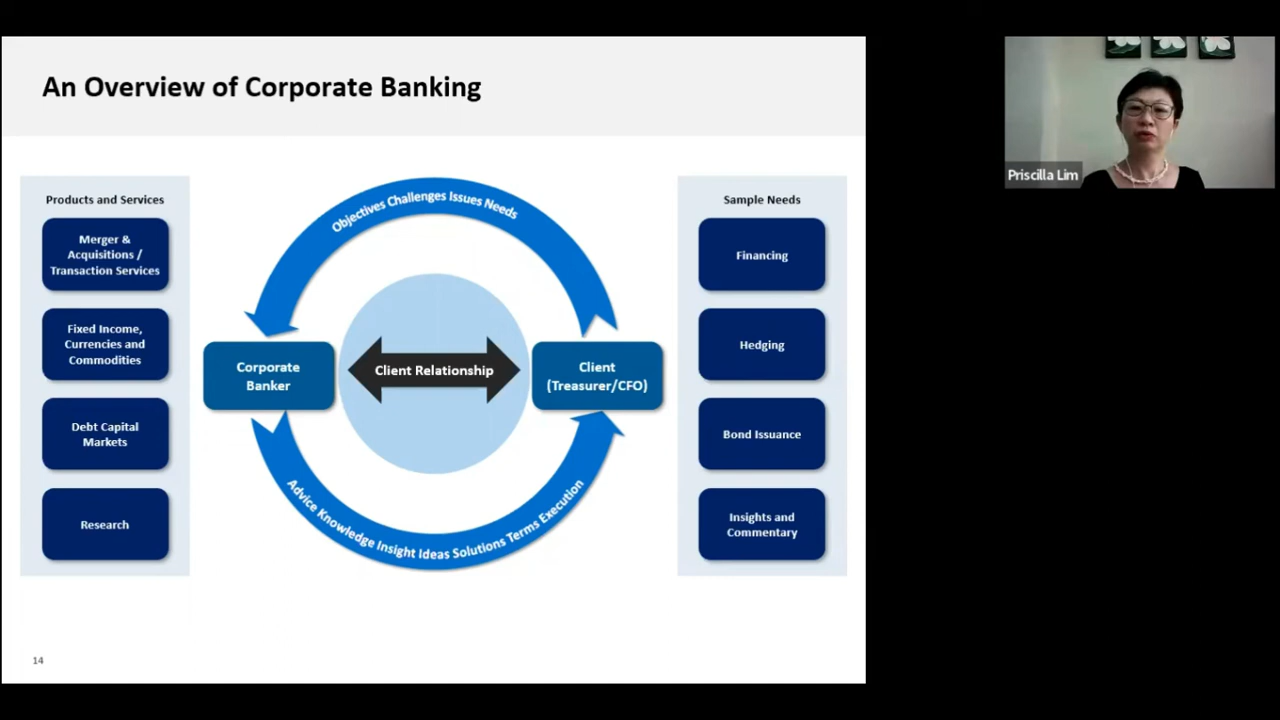 An Overview of Corporate Banking
Priscilla Lim
Products and Services
Merger &
Acquisitions /
Transaction Services
Fixed Income,
Currencies and
Commodities
Debt Capital
Markets
Research
Objectives Challenges Issues Needs
Corporate
Banker
Client Relationship
Client
(Treasurer/CFO)
Advice Knowledge Insight Ideas Solutions Terms Execution
Sample Needs
Financing
Hedging
Bond Issuance
Insights and
Commentary
14